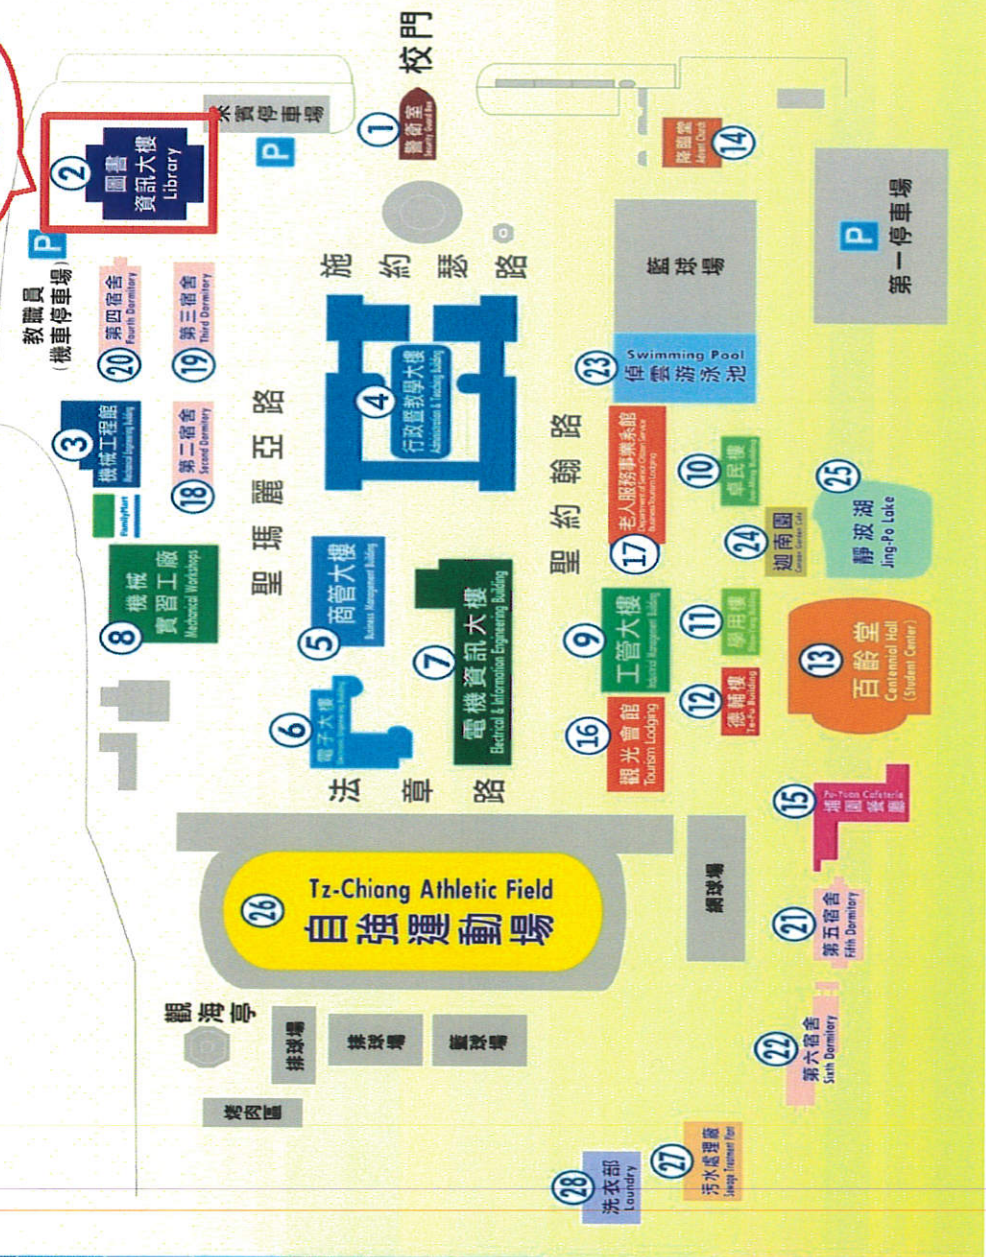 校門
來賓停車場
P
1
警衛室
Security Guard Box
2
圖書
資訊大樓
Library
P
教職員
(機車停車場)
20
第四宿舍
Fourth Dormitory
19
第三宿舍
Third Dormitory
3
機械工程館
Mechanical Engineering Building
18
第二宿舍
Second Dormitory
FamilyMart
8
機械
實習工廠
Mechanical Workshops
施約瑟路
聖瑪麗亞路
4
行政暨教學大樓
Administration & Teaching Building
5
商管大樓
Business Management Building
6
電子大樓
Electronic Engineering Building
7
電機資訊大樓
Electrical & Information Engineering Building
法章路
聖約翰路
14
降臨堂
Advent Church
籃球場
P
第一停車場
23
Swimming Pool
倬雲游泳池
17
老人服務事業系館
Department of Senior Citizen Service
Business/Tourism Lodging
10
卓民樓
24
迦南園
25
靜波湖
Jing-Po Lake
9
工管大樓
Industrial Management Building
11
學用樓
16
觀光會館
Tourism Lodging
12
德輔樓
Te-Fu Building
13
百齡堂
Centennial Hall
(Student Center)
15
Pu-Yuan Cafeteria
埔園餐廳
26
Tz-Chiang Athletic Field
自強運動場
網球場
21
第五宿舍
Fifth Dormitory
22
第六宿舍
Sixth Dormitory
觀海亭
排球場
排球場
籃球場
烤肉區
28
洗衣部
Laundry
27
污水處理廠
Sewage Treatment Plant